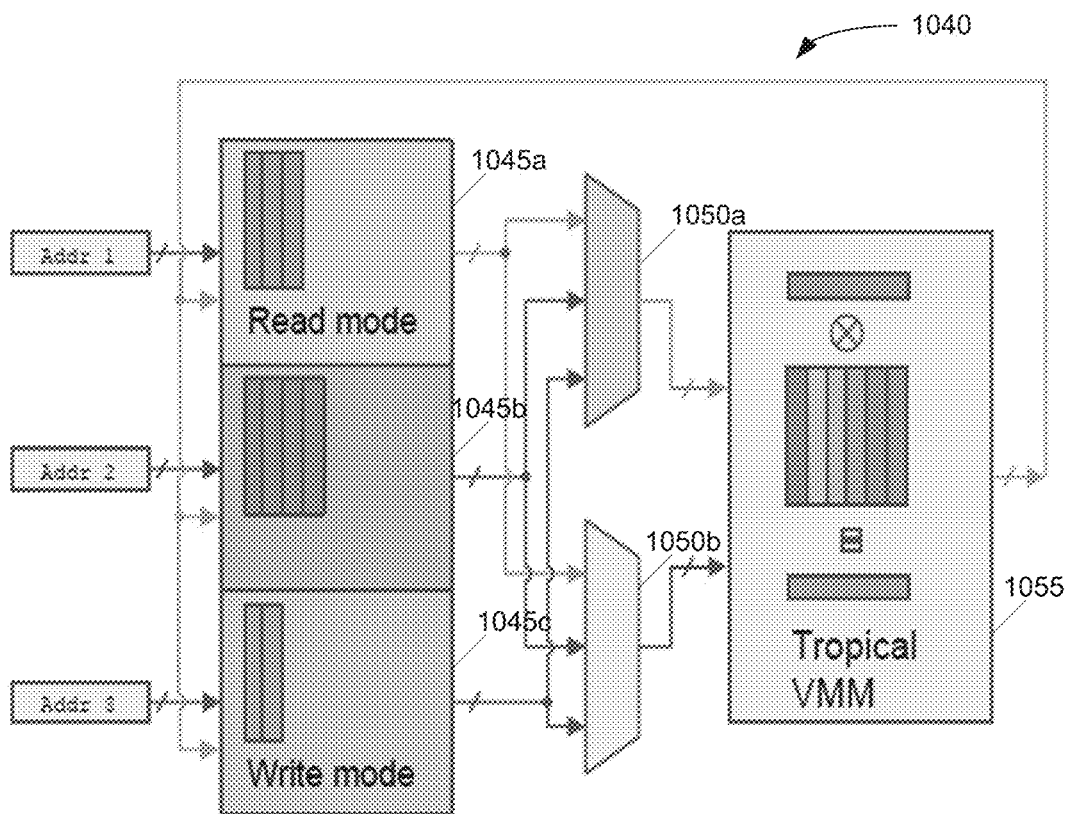 1040
1045a
1050a
Addr 1
Read mode
1045b
Addr 2
1050b
1055
1045c
Tropical
VMM
Addr 3
Write mode